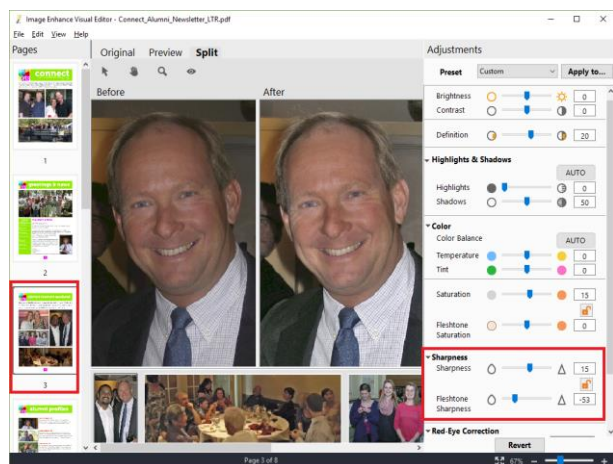 Image Enhance Visual Editor - Connect_Alumni_Newsletter_LTR.pdf
File Edit View Help
Pages
Original Preview Split
Adjustments
Preset Custom Apply to...
Before After
connect
1
2
3
alumni profiles
Brightness 0
Contrast 0
Definition 20
Highlights & Shadows
AUTO
Highlights 0
Shadows 50
Color
Color Balance AUTO
Temperature 0
Tint 0
Saturation 15
Fleshtone Saturation 0
Sharpness
Sharpness 15
Fleshtone Sharpness -53
Red-Eye Correction
Revert
Page 3 of 8
67%